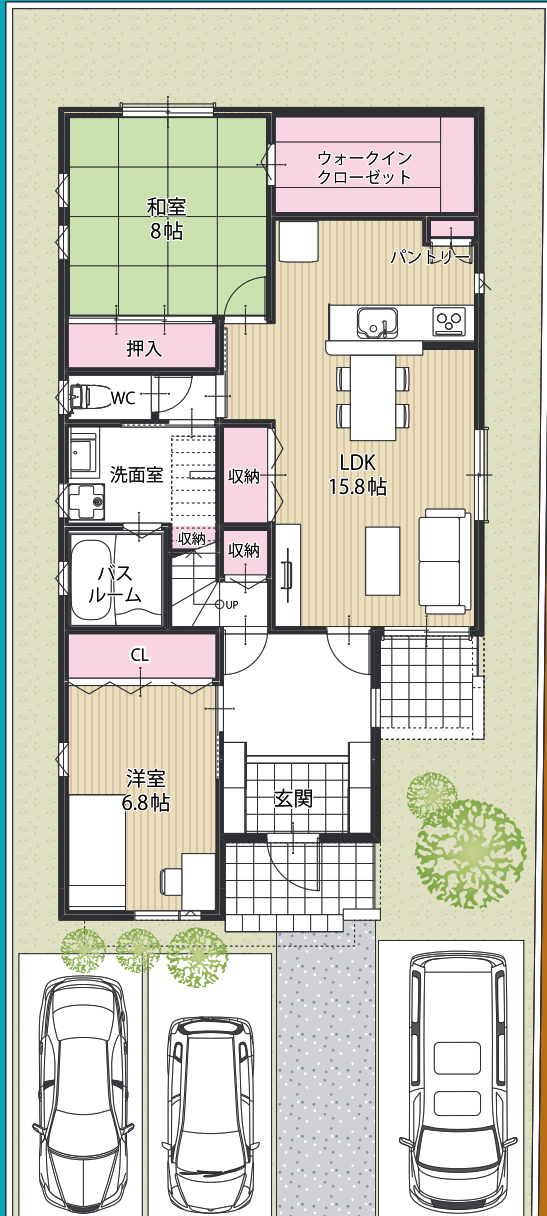 ウォークイン
クローゼット
和室
8帖
パントリー
押入
WC
LDK
15.8帖
洗面室
収納
収納
収納
バス
ルーム
UP
CL
洋室
6.8帖
玄関